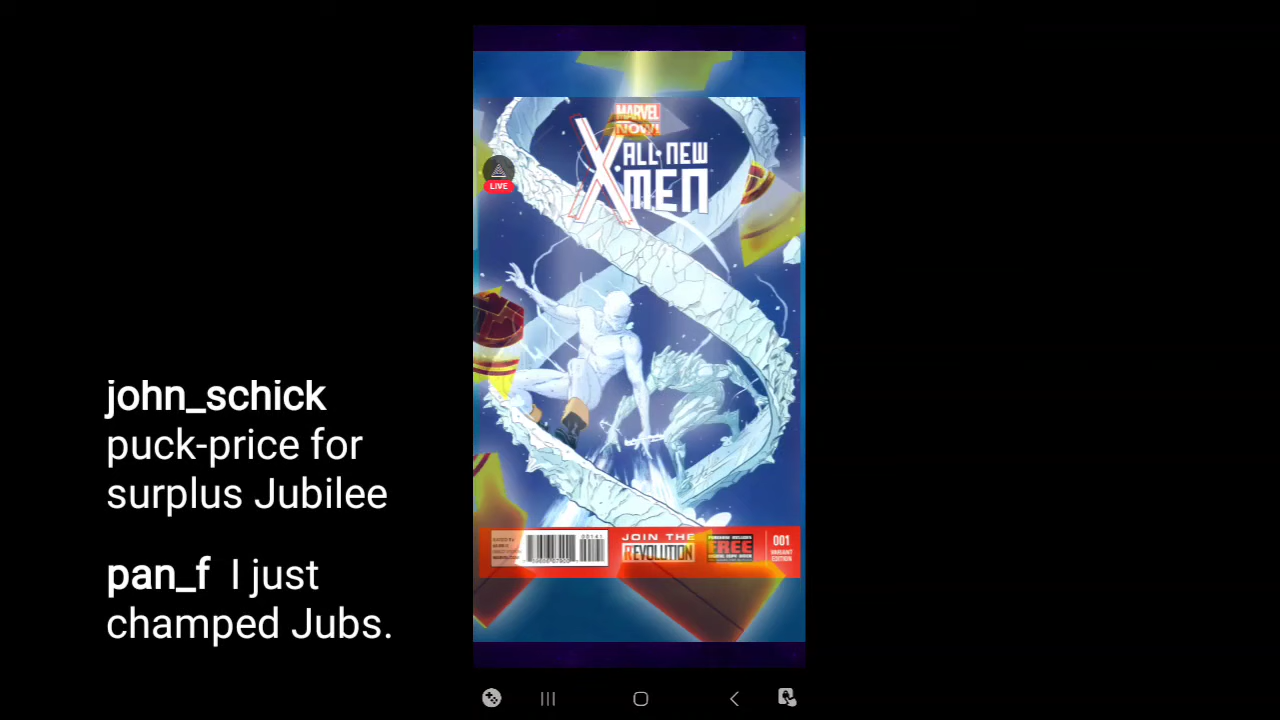 MARVEL
NOW!
ALL-NEW
X-MEN
LIVE
john_schick
puck-price for
surplus Jubilee
pan_f I just
champed Jubs.
JOIN THE
REVOLUTION
FREE
001
VARIANT
EDITION